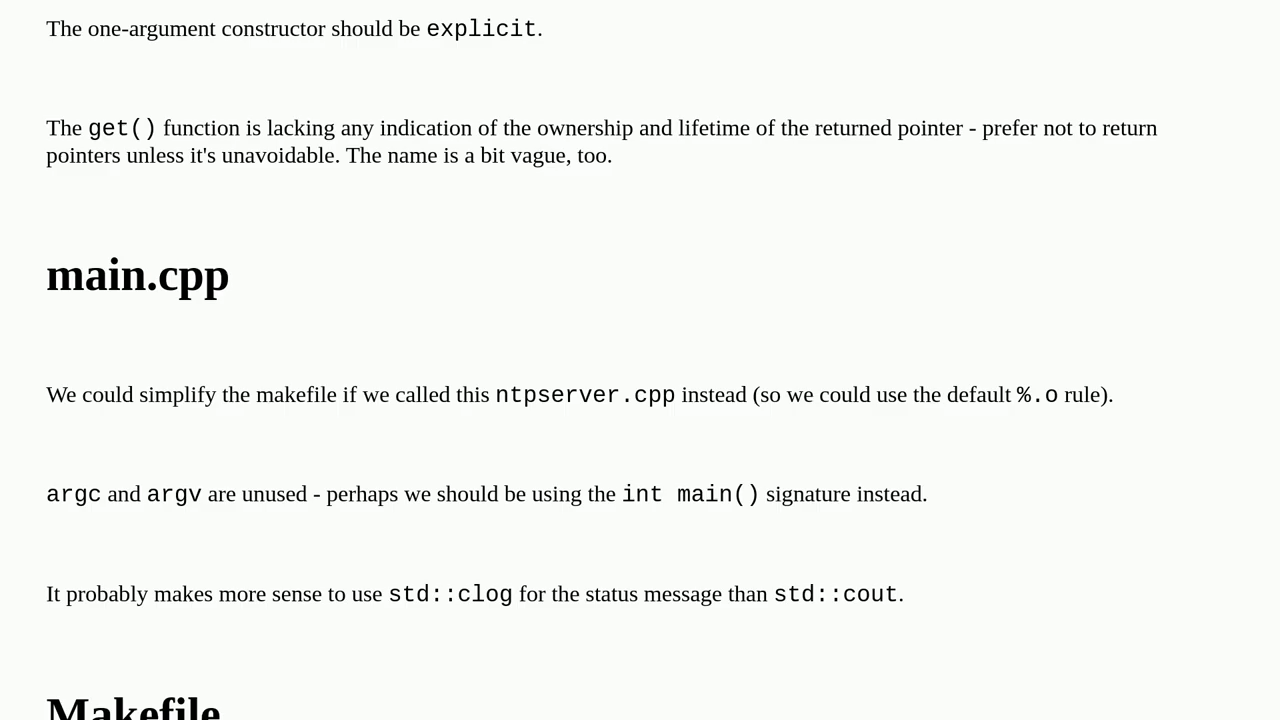 The one-argument constructor should be explicit.
The get() function is lacking any indication of the ownership and lifetime of the returned pointer - prefer not to return
pointers unless it's unavoidable. The name is a bit vague, too.
main.cpp
We could simplify the makefile if we called this ntpserver.cpp instead (so we could use the default %.o rule).
argc and argv are unused - perhaps we should be using the int main() signature instead.
It probably makes more sense to use std::clog for the status message than std::cout.
Makefile